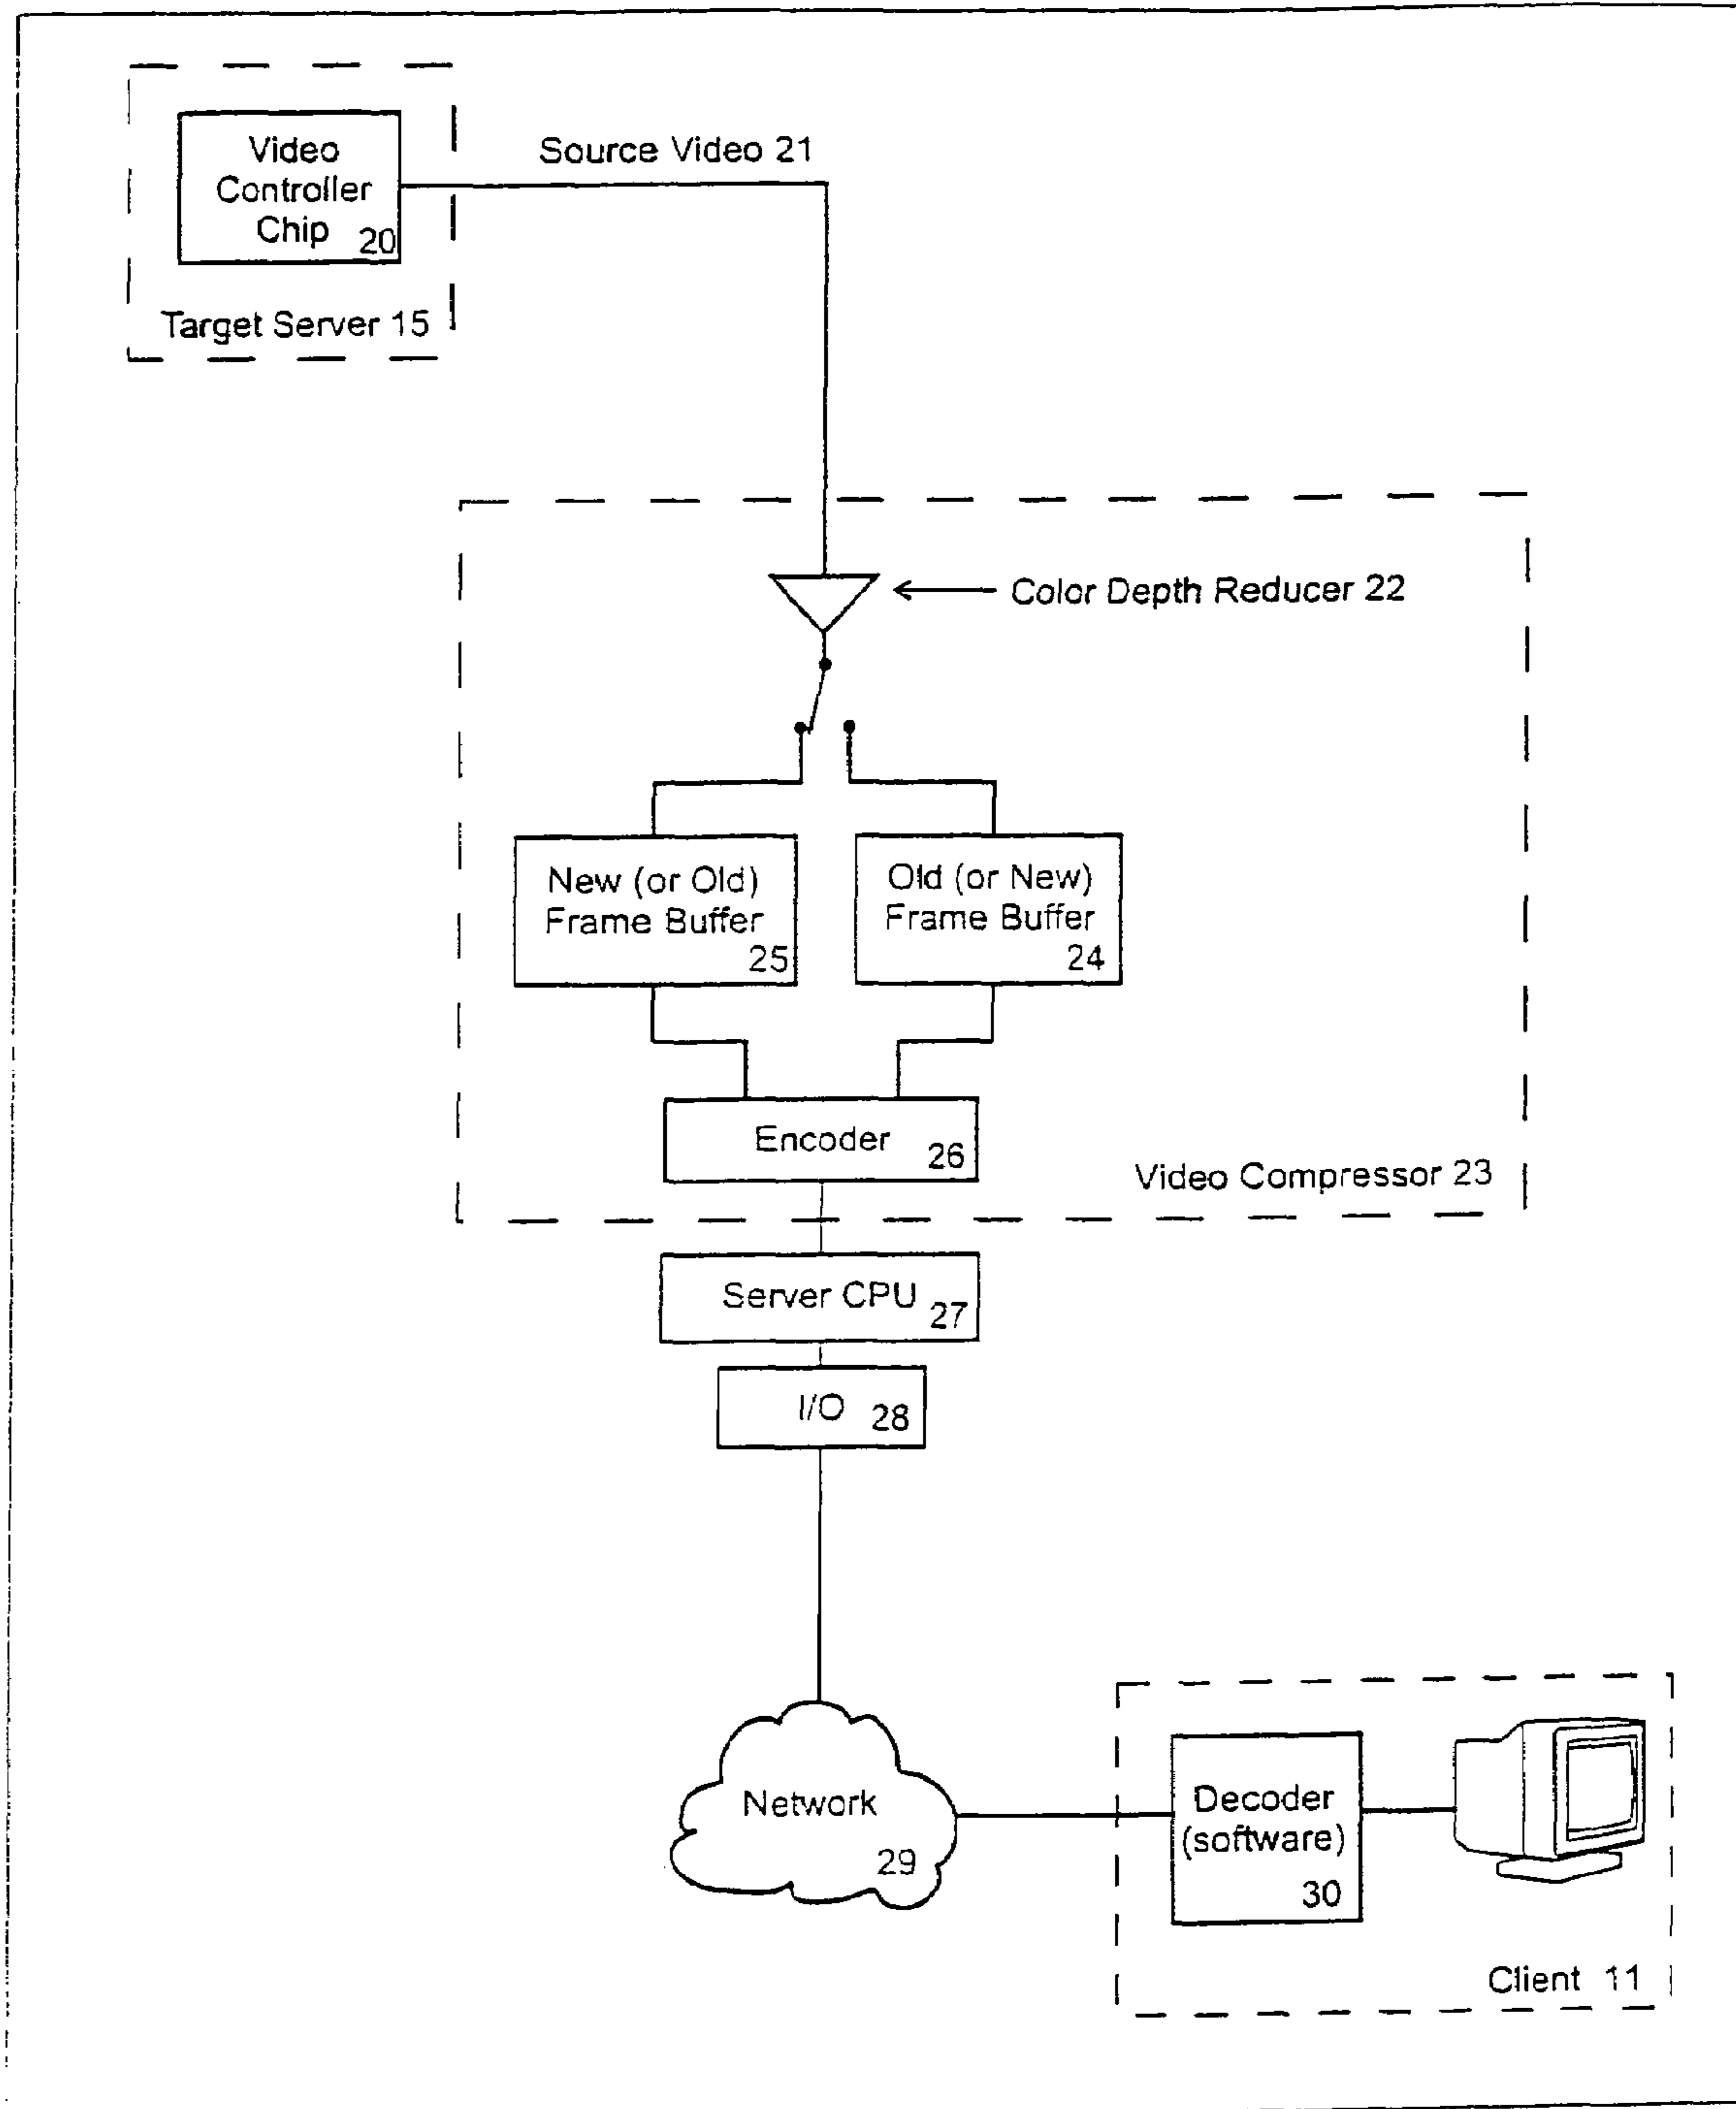 Video
Controller
Chip 20
Target Server 15
Source Video 21
Color Depth Reducer 22
New (or Old)
Frame Buffer
25
Old (or New)
Frame Buffer
24
Encoder 26
Video Compressor 23
Server CPU 27
I/O 28
Network
29
Decoder
(software)
30
Client 11